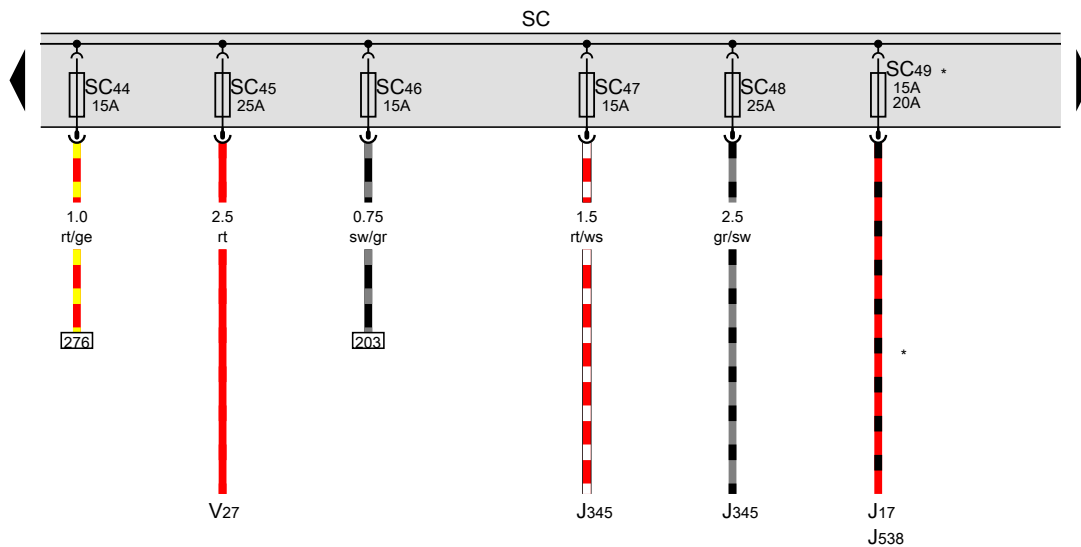 SC
SC44
15A
SC45
25A
SC46
15A
SC47
15A
SC48
25A
SC49 *
15A
20A
1.0
rt/ge
2.5
rt
0.75
sw/gr
1.5
rt/ws
2.5
gr/sw
276
203
*
V27
J345
J345
J17
J538